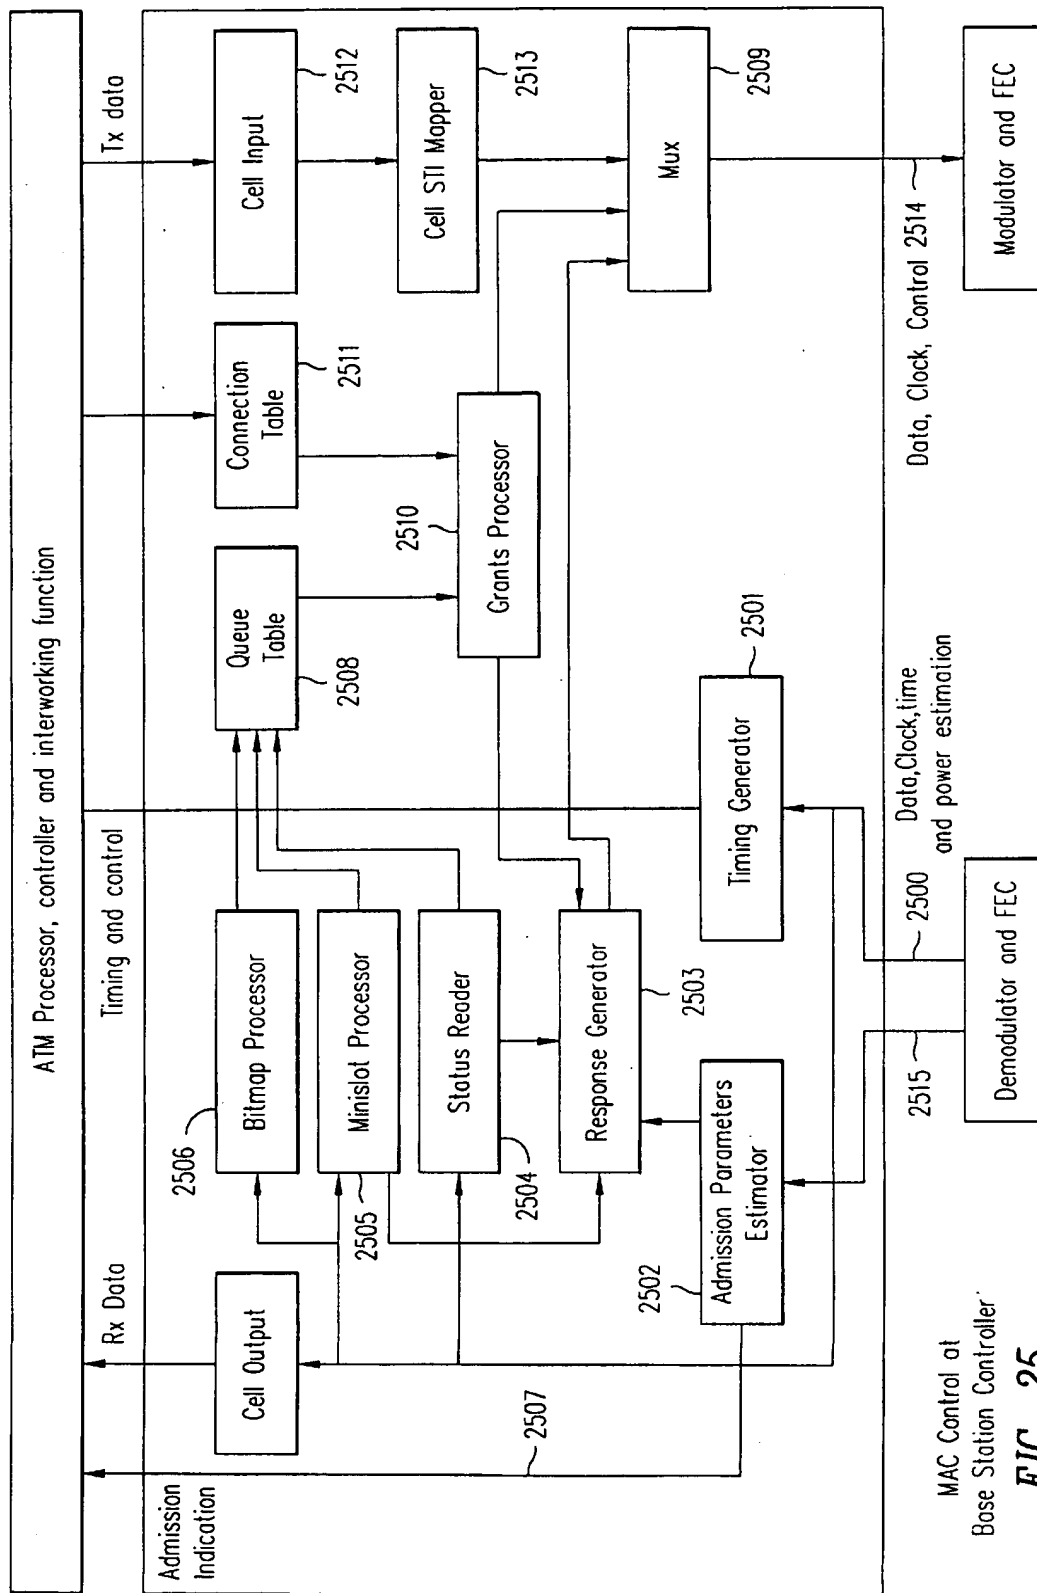 ATM Processor, controller and interworking function
Admission
Indication
Rx Data
Timing and control
Tx data
Cell Output
2506
Bitmap Processor
Queue
Table
2508
Connection
Table
2511
Cell Input
2512
Minislot Processor
2505
Cell STI Mapper
2513
Status Reader
2504
2510
Grants Processor
Response Generator
2503
Mux
2509
2507
2502
Admission Parameters
Estimator
Timing Generator
2501
2515
2500
Data,Clock,time
and power estimation
Data, Clock, Control 2514
MAC Control at
Base Station Controller
Demodulator and FEC
Modulator and FEC
FIG. 25